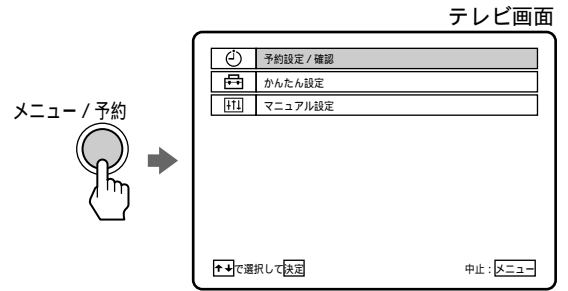 テレビ画面
メニュー / 予約
予約設定 / 確認
かんたん設定
マニュアル設定
↑↓で選択して決定
中止 : メニュー